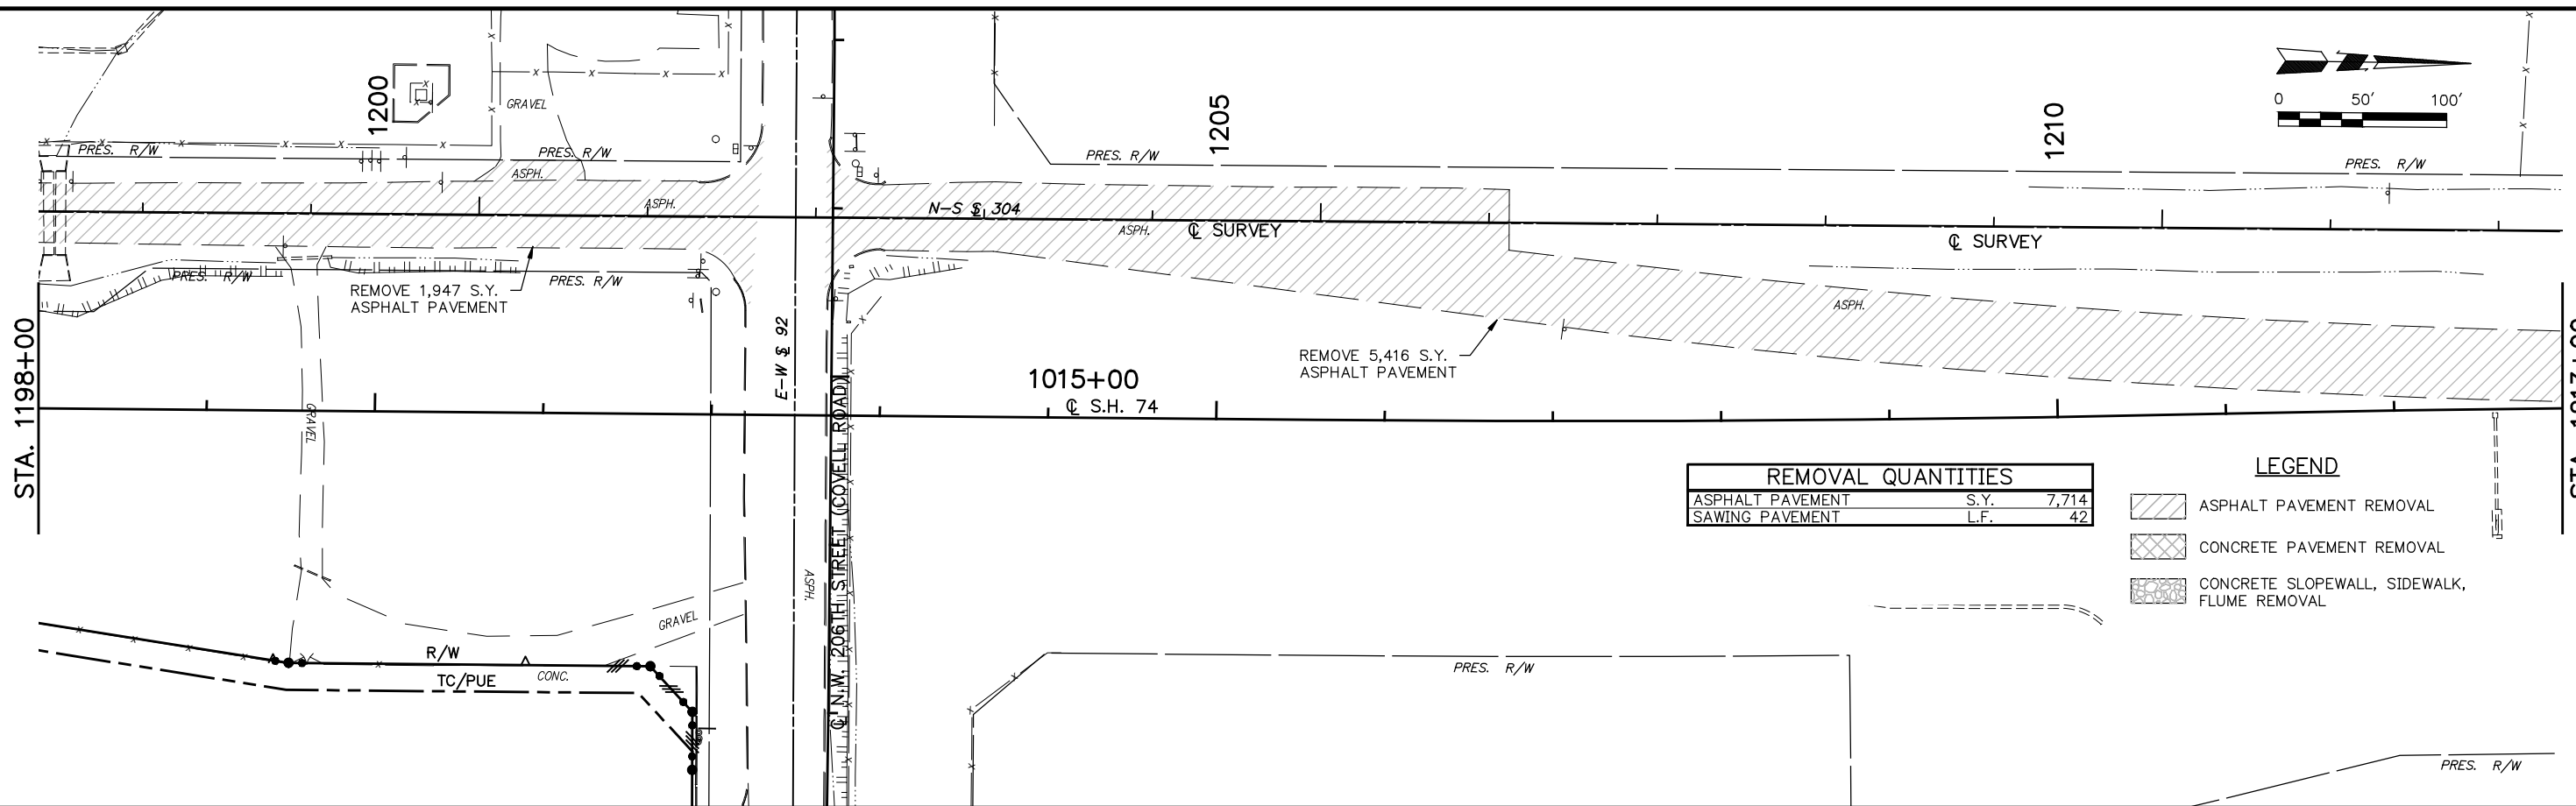 1200
1205
1210
0 50' 100'
GRAVEL
PRES. R/W
PRES. R/W
PRES. R/W
PRES. R/W
ASPH.
ASPH.
N-S 304
ASPH.
℄ SURVEY
℄ SURVEY
PRES. R/W
PRES. R/W
REMOVE 1,947 S.Y.
ASPHALT PAVEMENT
ASPH.
E-W 92
REMOVE 5,416 S.Y.
ASPHALT PAVEMENT
STA. 1198+00
1015+00
℄ S.H. 74
GRAVEL
℄ N.W. 206TH STREET (COVELL ROAD)
ASPH.
REMOVAL QUANTITIES
ASPHALT PAVEMENT S.Y. 7,714
SAWING PAVEMENT L.F. 42
LEGEND
ASPHALT PAVEMENT REMOVAL
CONCRETE PAVEMENT REMOVAL
CONCRETE SLOPEWALL, SIDEWALK,
FLUME REMOVAL
GRAVEL
R/W
TC/PUE
CONC.
PRES. R/W
PRES. R/W